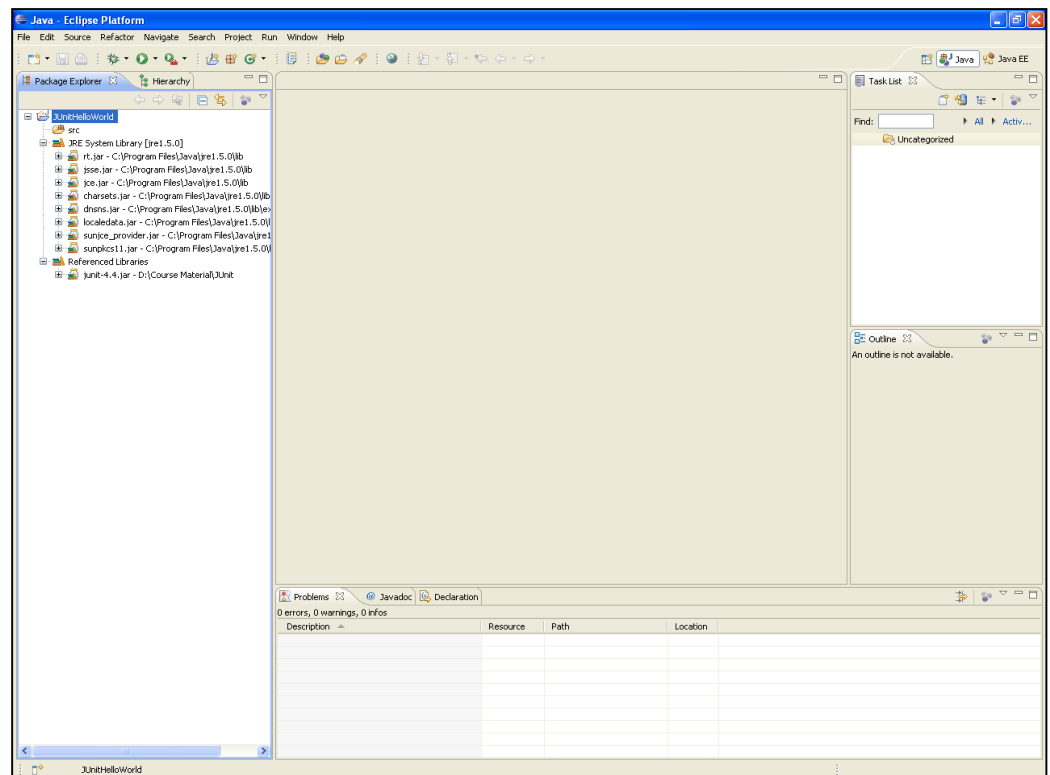 Java - Eclipse Platform
File Edit Source Refactor Navigate Search Project Run Window Help
Java Java EE
Package Explorer Hierarchy
JUnitHelloWorld
src
JRE System Library [jre1.5.0]
rt.jar - C:\Program Files\Java\jre1.5.0\lib
jsse.jar - C:\Program Files\Java\jre1.5.0\lib
jce.jar - C:\Program Files\Java\jre1.5.0\lib
charsets.jar - C:\Program Files\Java\jre1.5.0\lib
dnsns.jar - C:\Program Files\Java\jre1.5.0\lib\ex
localedata.jar - C:\Program Files\Java\jre1.5.0\l
sunjce_provider.jar - C:\Program Files\Java\jre1
sunpkcs11.jar - C:\Program Files\Java\jre1.5.0\l
Referenced Libraries
junit-4.4.jar - D:\Course Material\JUnit
Task List
Find: All Activ...
Uncategorized
Outline
An outline is not available.
Problems @ Javadoc Declaration
0 errors, 0 warnings, 0 infos
Description Resource Path Location
JUnitHelloWorld